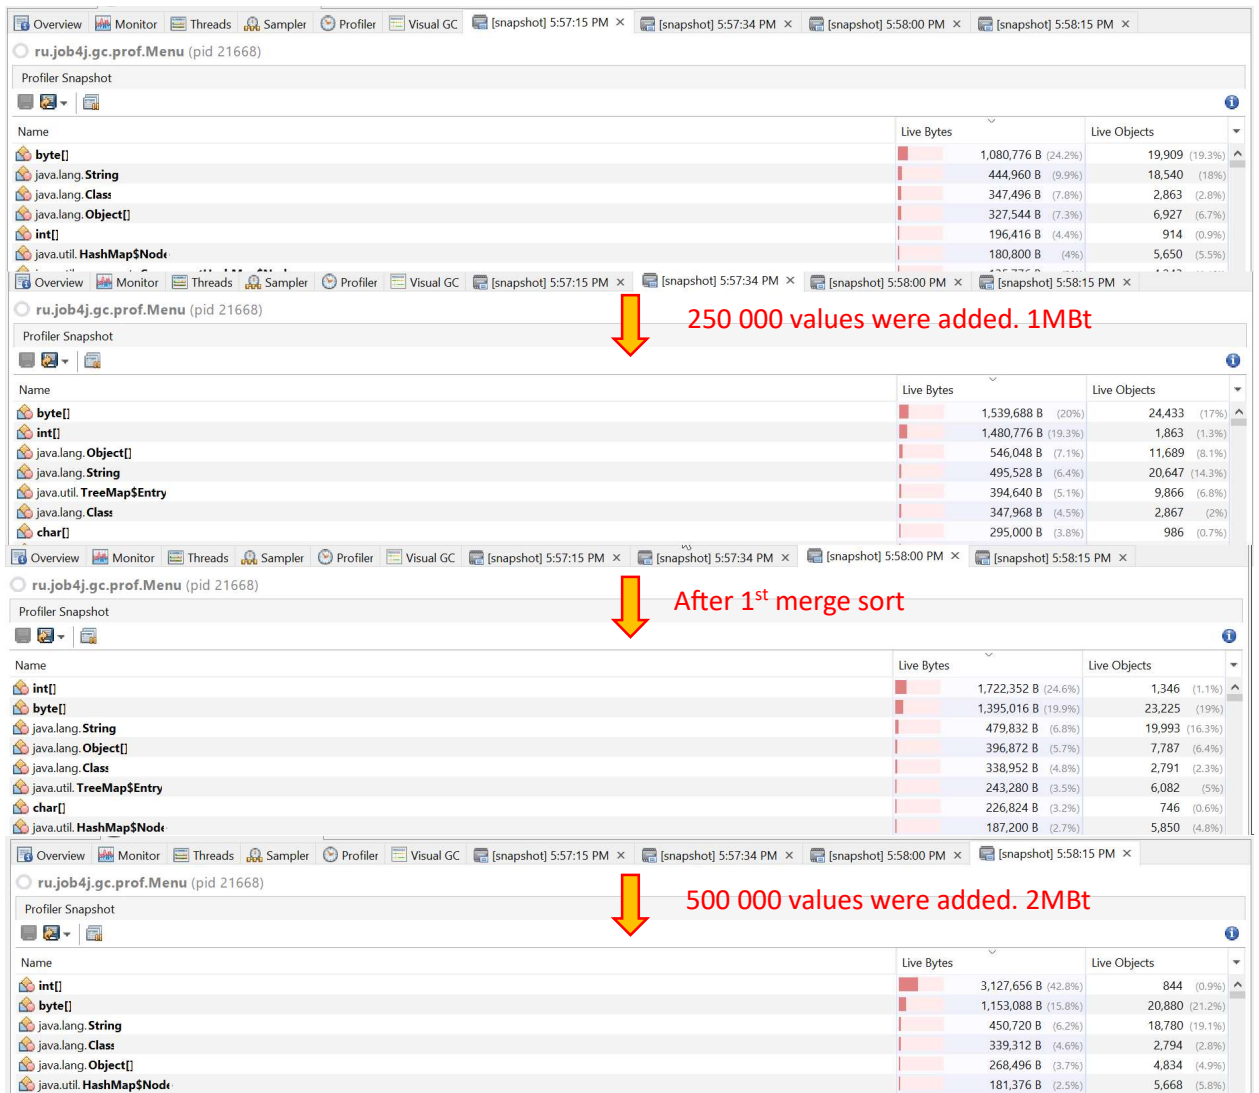 Overview Monitor Threads Sampler Profiler Visual GC [snapshot] 5:57:15 PM × [snapshot] 5:57:34 PM × [snapshot] 5:58:00 PM × [snapshot] 5:58:15 PM ×
ru.job4j.gc.prof.Menu (pid 21668)
Profiler Snapshot
Name Live Bytes Live Objects
byte[] 1,080,776 B (24.2%) 19,909 (19.3%)
java.lang.String 444,960 B (9.9%) 18,540 (18%)
java.lang.Class 347,496 B (7.8%) 2,863 (2.8%)
java.lang.Object[] 327,544 B (7.3%) 6,927 (6.7%)
int[] 196,416 B (4.4%) 914 (0.9%)
java.util.HashMap$Node 180,800 B (4%) 5,650 (5.5%)
Overview Monitor Threads Sampler Profiler Visual GC [snapshot] 5:57:15 PM × [snapshot] 5:57:34 PM × [snapshot] 5:58:00 PM × [snapshot] 5:58:15 PM ×
ru.job4j.gc.prof.Menu (pid 21668)
250 000 values were added. 1MBt
Profiler Snapshot
Name Live Bytes Live Objects
byte[] 1,539,688 B (20%) 24,433 (17%)
int[] 1,480,776 B (19.3%) 1,863 (1.3%)
java.lang.Object[] 546,048 B (7.1%) 11,689 (8.1%)
java.lang.String 495,528 B (6.4%) 20,647 (14.3%)
java.util.TreeMap$Entry 394,640 B (5.1%) 9,866 (6.8%)
java.lang.Class 347,968 B (4.5%) 2,867 (2%)
char[] 295,000 B (3.8%) 986 (0.7%)
Overview Monitor Threads Sampler Profiler Visual GC [snapshot] 5:57:15 PM × [snapshot] 5:57:34 PM × [snapshot] 5:58:00 PM × [snapshot] 5:58:15 PM ×
ru.job4j.gc.prof.Menu (pid 21668)
After 1st merge sort
Profiler Snapshot
Name Live Bytes Live Objects
int[] 1,722,352 B (24.6%) 1,346 (1.1%)
byte[] 1,395,016 B (19.9%) 23,225 (19%)
java.lang.String 479,832 B (6.8%) 19,993 (16.3%)
java.lang.Object[] 396,872 B (5.7%) 7,787 (6.4%)
java.lang.Class 338,952 B (4.8%) 2,791 (2.3%)
java.util.TreeMap$Entry 243,280 B (3.5%) 6,082 (5%)
char[] 226,824 B (3.2%) 746 (0.6%)
java.util.HashMap$Node 187,200 B (2.7%) 5,850 (4.8%)
Overview Monitor Threads Sampler Profiler Visual GC [snapshot] 5:57:15 PM × [snapshot] 5:57:34 PM × [snapshot] 5:58:00 PM × [snapshot] 5:58:15 PM ×
ru.job4j.gc.prof.Menu (pid 21668)
500 000 values were added. 2MBt
Profiler Snapshot
Name Live Bytes Live Objects
int[] 3,127,656 B (42.8%) 844 (0.9%)
byte[] 1,153,088 B (15.8%) 20,880 (21.2%)
java.lang.String 450,720 B (6.2%) 18,780 (19.1%)
java.lang.Class 339,312 B (4.6%) 2,794 (2.8%)
java.lang.Object[] 268,496 B (3.7%) 4,834 (4.9%)
java.util.HashMap$Node 181,376 B (2.5%) 5,668 (5.8%)